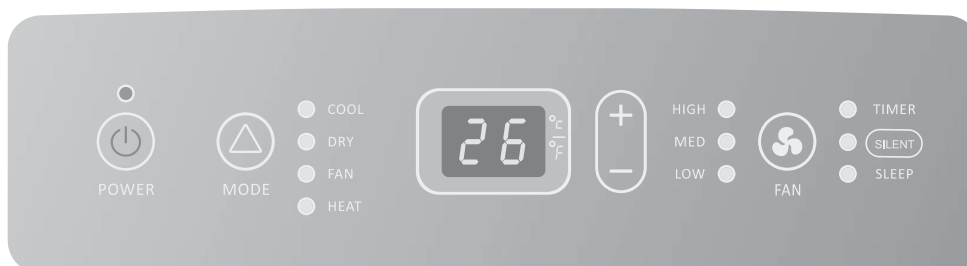 POWER
MODE
COOL
DRY
FAN
HEAT
26
°C
°F
+
−
HIGH
MED
LOW
FAN
TIMER
SILENT
SLEEP